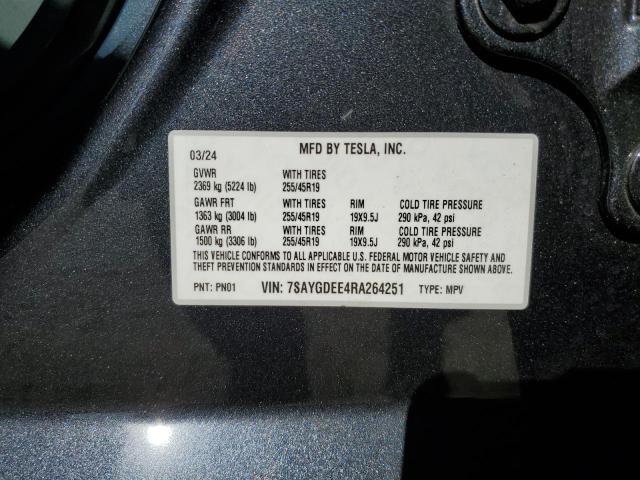 03/24 MFD BY TESLA, INC.
GVWR WITH TIRES
2369 kg (5224 lb) 255/45R19
GAWR FRT WITH TIRES RIM COLD TIRE PRESSURE
1363 kg (3004 lb) 255/45R19 19X9.5J 290 kPa, 42 psi
GAWR RR WITH TIRES RIM COLD TIRE PRESSURE
1500 kg (3306 lb) 255/45R19 19X9.5J 290 kPa, 42 psi
THIS VEHICLE CONFORMS TO ALL APPLICABLE U.S. FEDERAL MOTOR VEHICLE SAFETY AND
THEFT PREVENTION STANDARDS IN EFFECT ON THE DATE OF MANUFACTURE SHOWN ABOVE.
PNT: PN01 VIN: 7SAYGDEE4RA264251 TYPE: MPV